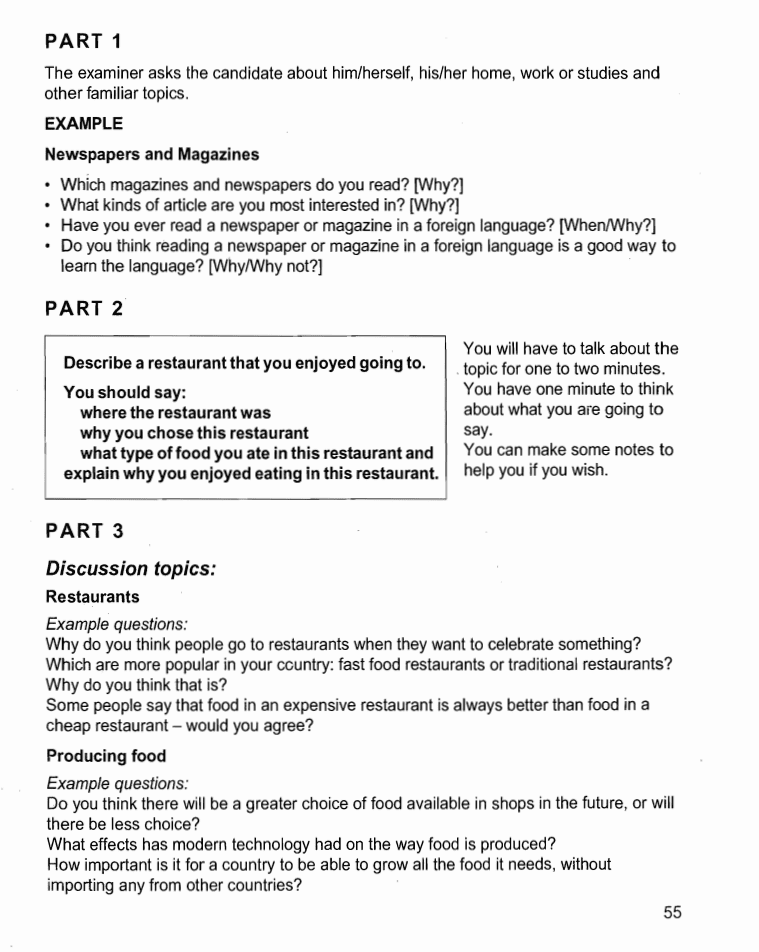 PART 1
The examiner asks the candidate about him/herself, his/her home, work or studies and
other familiar topics.
EXAMPLE
Newspapers and Magazines
• Which magazines and newspapers do you read? [Why?]
• What kinds of article are you most interested in? [Why?]
• Have you ever read a newspaper or magazine in a foreign language? [When/Why?]
• Do you think reading a newspaper or magazine in a foreign language is a good way to
learn the language? [Why/Why not?]
PART 2
Describe a restaurant that you enjoyed going to.
You should say:
where the restaurant was
why you chose this restaurant
what type of food you ate in this restaurant and
explain why you enjoyed eating in this restaurant.
You will have to talk about the
topic for one to two minutes.
You have one minute to think
about what you are going to
say.
You can make some notes to
help you if you wish.
PART 3
Discussion topics:
Restaurants
Example questions:
Why do you think people go to restaurants when they want to celebrate something?
Which are more popular in your country: fast food restaurants or traditional restaurants?
Why do you think that is?
Some people say that food in an expensive restaurant is always better than food in a
cheap restaurant – would you agree?
Producing food
Example questions:
Do you think there will be a greater choice of food available in shops in the future, or will
there be less choice?
What effects has modern technology had on the way food is produced?
How important is it for a country to be able to grow all the food it needs, without
importing any from other countries?
55